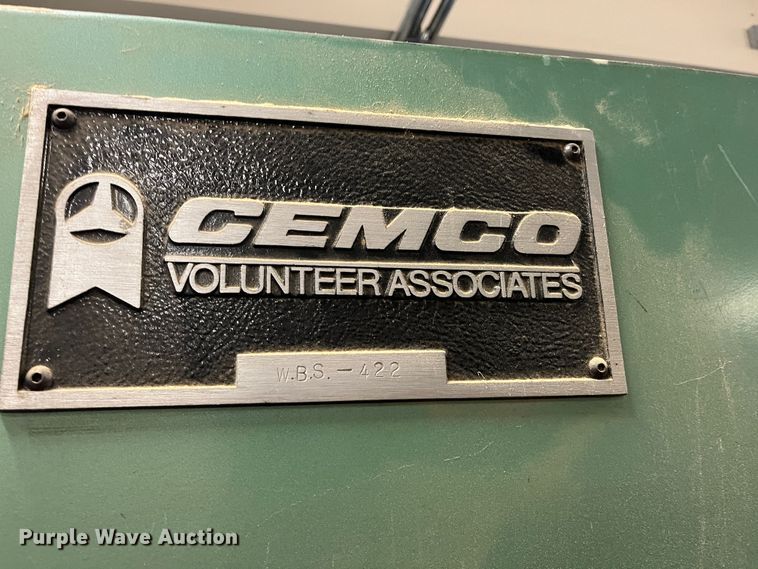 CEMCO
VOLUNTEER ASSOCIATES
W.B.S. - 422
Purple Wave Auction